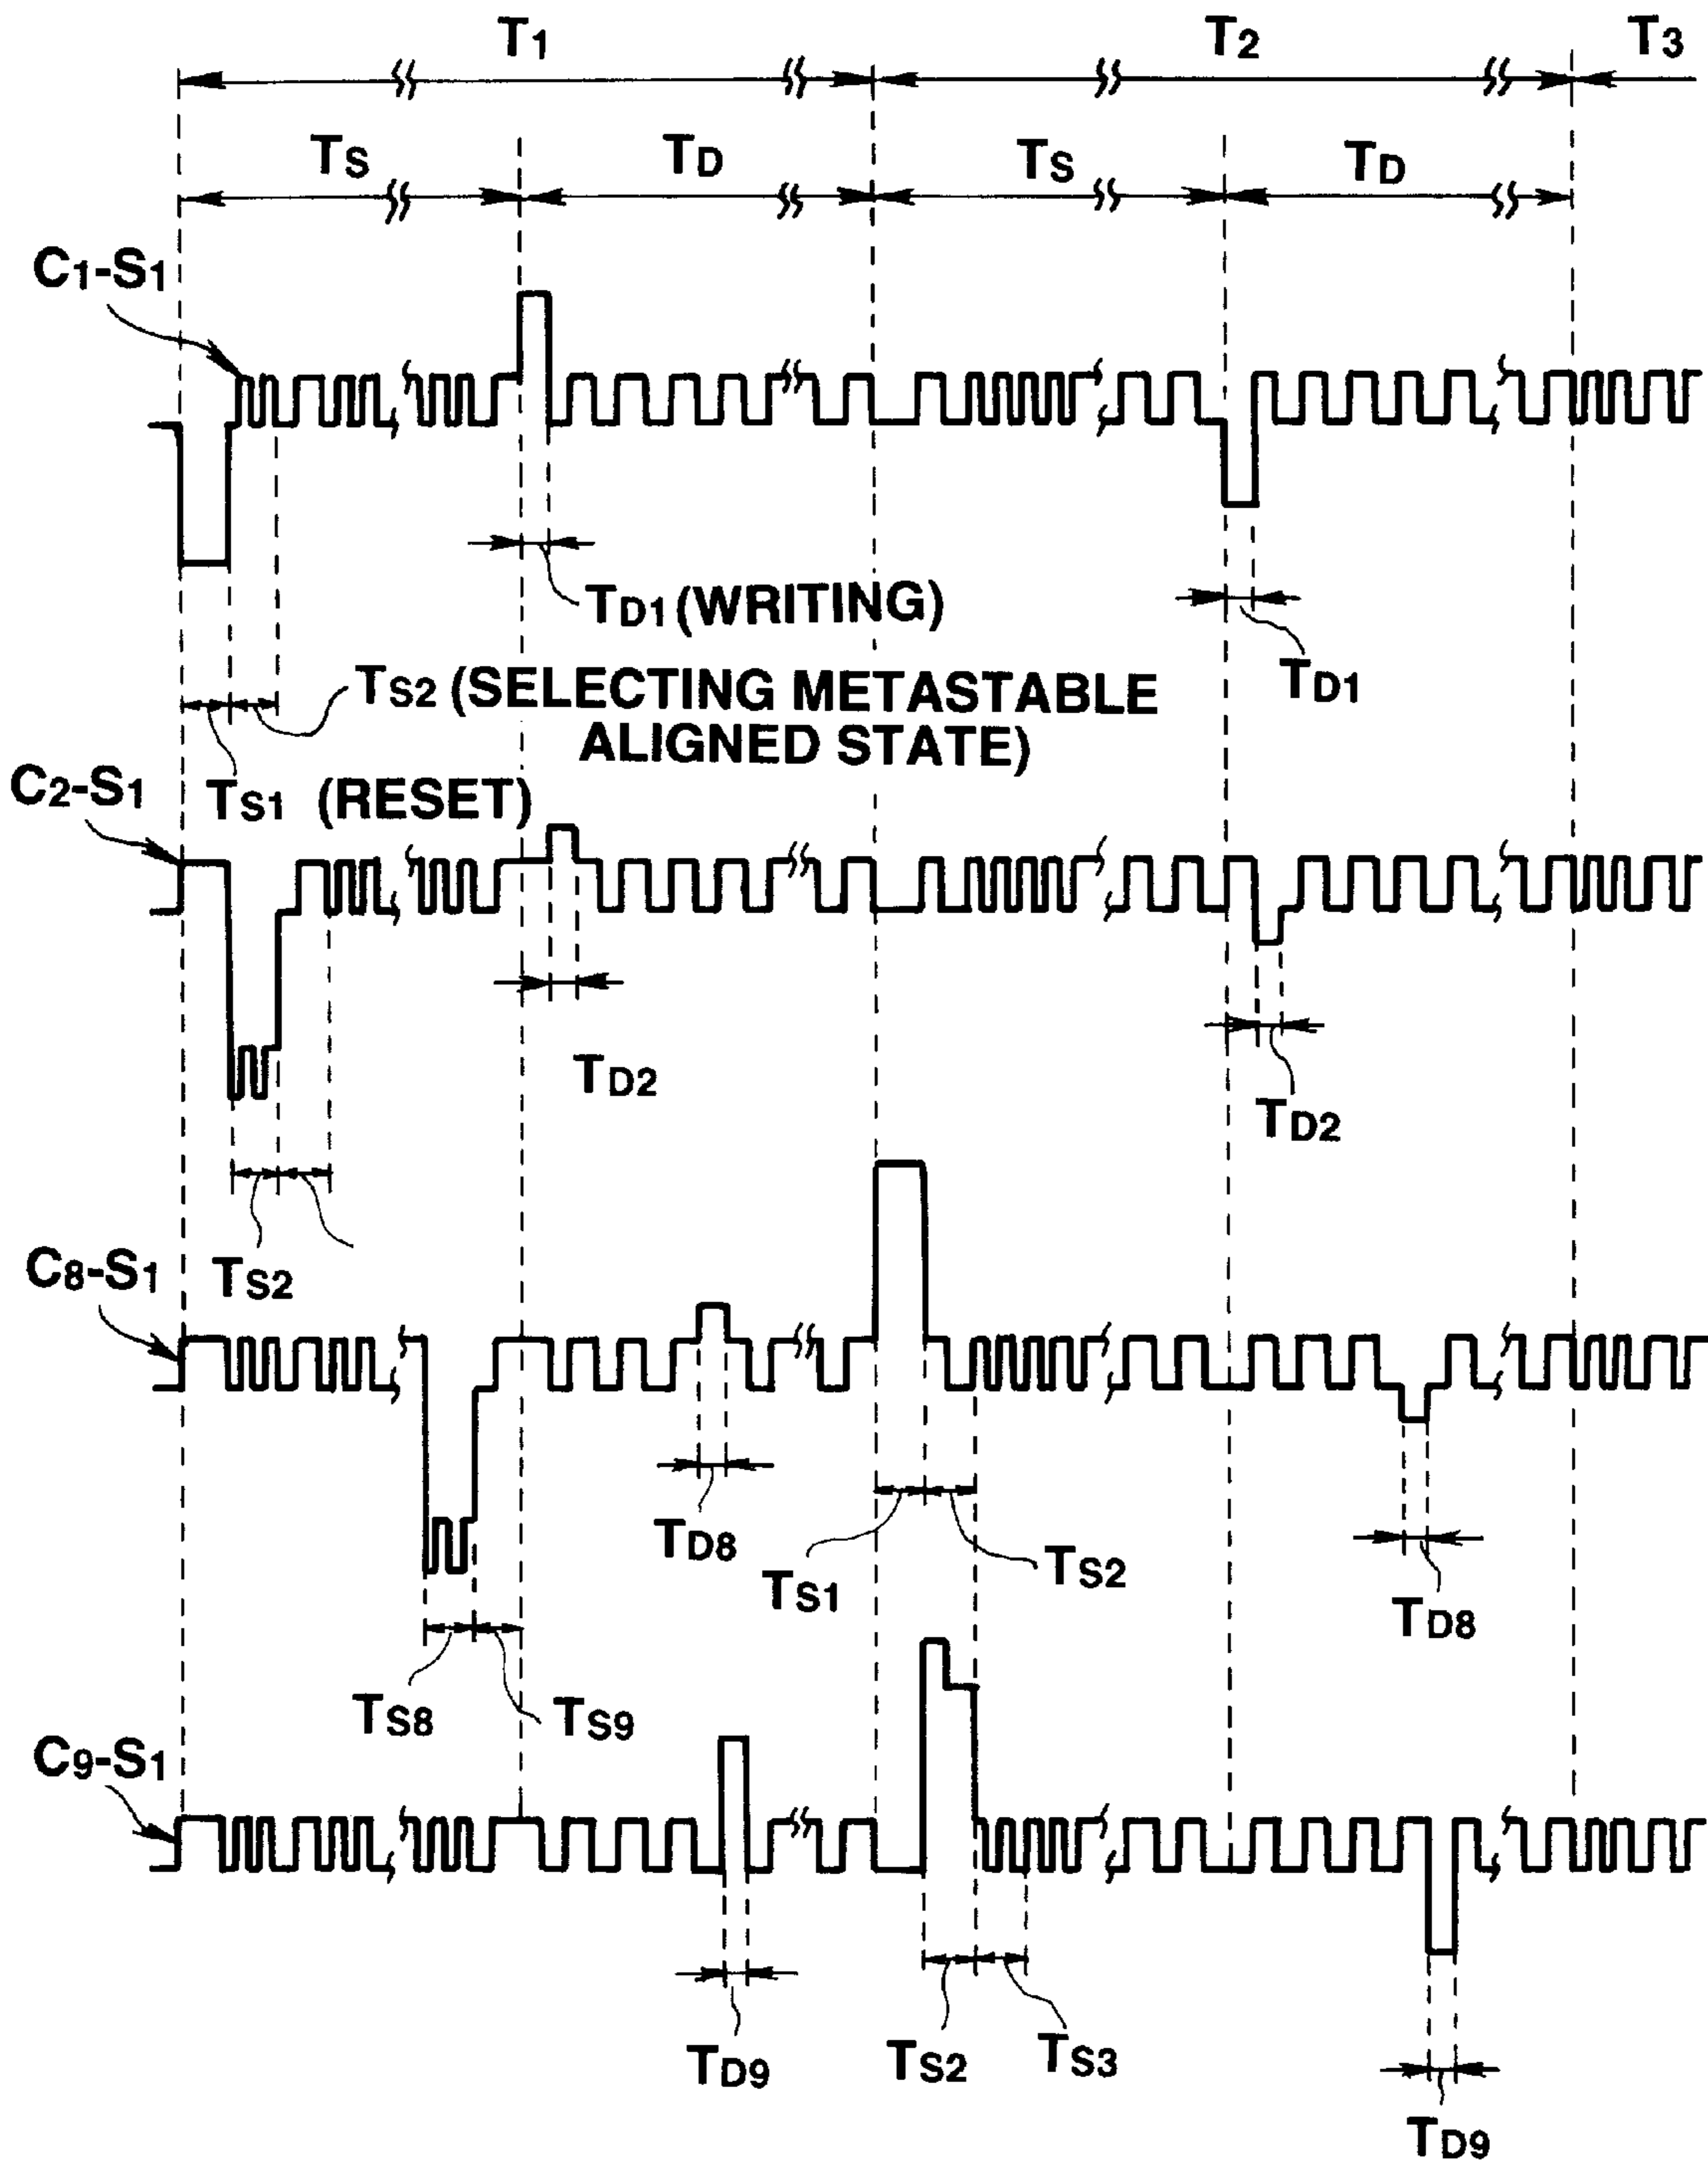 T1 T2 T3
TS TD TS TD
C1-S1
TD1 (WRITING)
TD1
TS2 (SELECTING METASTABLE
ALIGNED STATE)
C2-S1
TS1 (RESET)
TD2
TD2
TS2
C8-S1
TD8
TS1
TS2
TD8
TS8
TS9
C9-S1
TD9
TS2
TS3
TD9